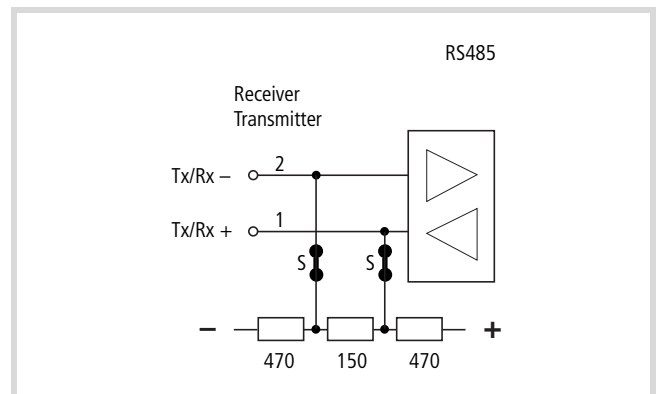 RS485
Receiver
Transmitter
Tx/Rx – 2
Tx/Rx + 1
S S
– +
470 150 470